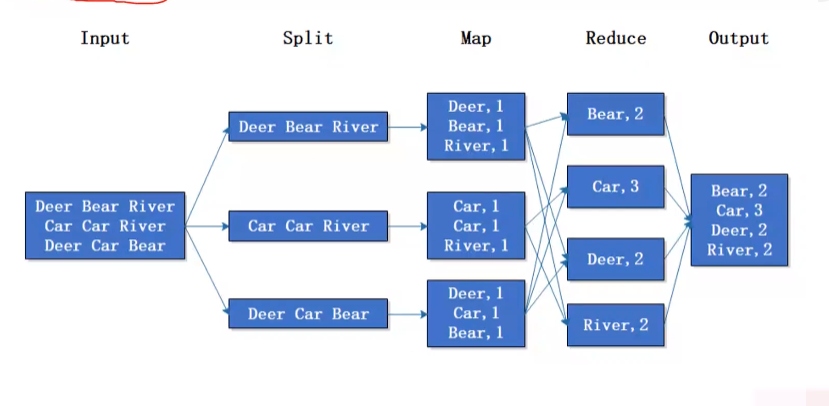 Input
Split
Map
Reduce
Output
Deer Bear River
Car Car River
Deer Car Bear
Deer Bear River
Car Car River
Deer Car Bear
Deer, 1
Bear, 1
River, 1
Car, 1
Car, 1
River, 1
Deer, 1
Car, 1
Bear, 1
Bear, 2
Car, 3
Deer, 2
River, 2
Bear, 2
Car, 3
Deer, 2
River, 2